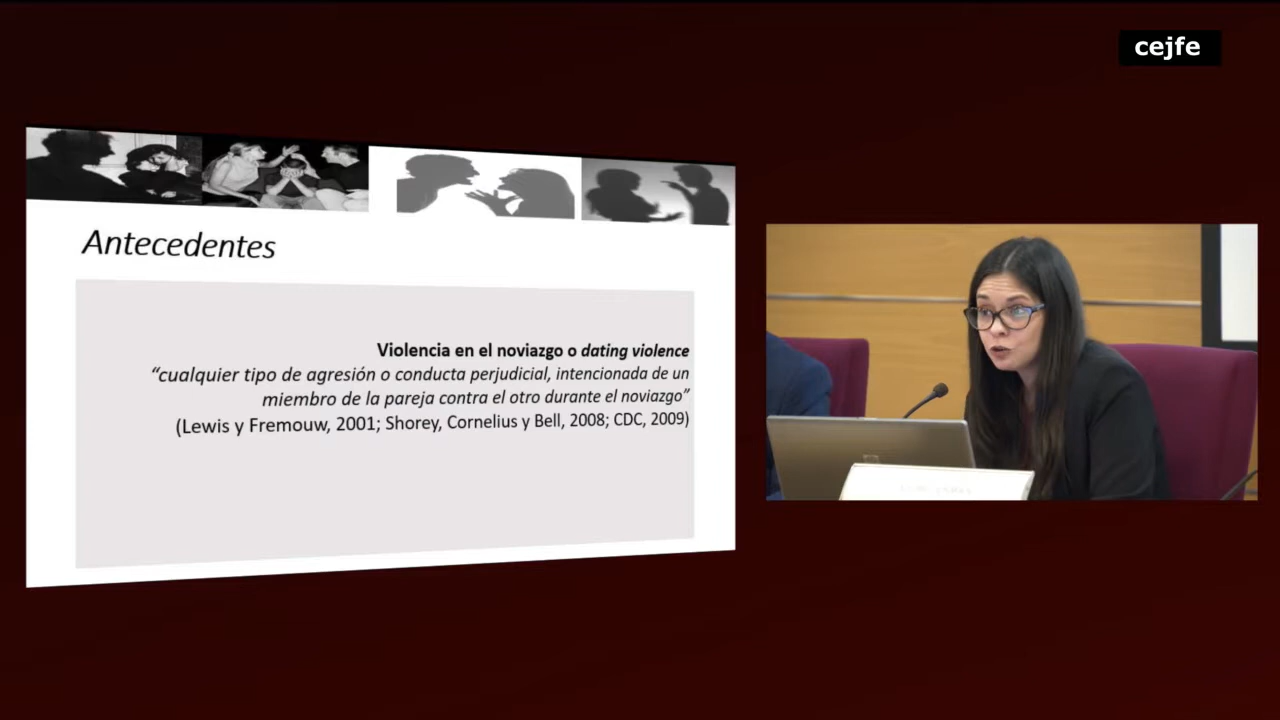 cejfe
Antecedentes
Violencia en el noviazgo o dating violence
“cualquier tipo de agresión o conducta perjudicial, intencionada de un
miembro de la pareja contra el otro durante el noviazgo”
(Lewis y Fremouw, 2001; Shorey, Cornelius y Bell, 2008; CDC, 2009)